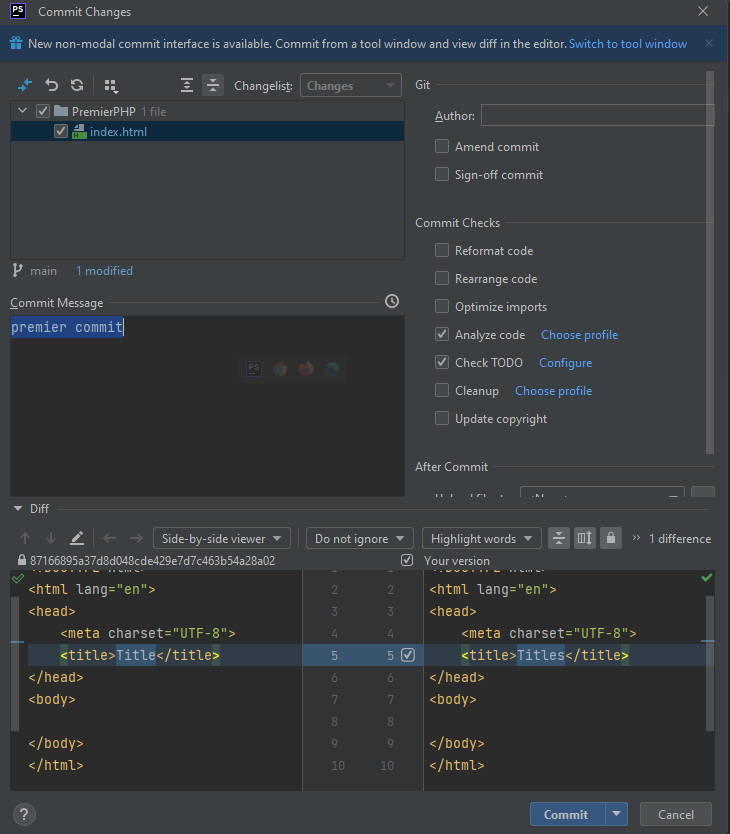 PS Commit Changes
New non-modal commit interface is available. Commit from a tool window and view diff in the editor. Switch to tool window
Changelist: Changes
PremierPHP 1 file
index.html
main 1 modified
Commit Message
premier commit
PS
Git
Author:
Amend commit
Sign-off commit
Commit Checks
Reformat code
Rearrange code
Optimize imports
Analyze code Choose profile
Check TODO Configure
Cleanup Choose profile
Update copyright
After Commit
Diff
Side-by-side viewer Do not ignore Highlight words 1 difference
87166895a37d8d048cde429e7d7c463b54a28a02 Your version
<html lang="en"> 2 2 <html lang="en">
<head> 3 3 <head>
<meta charset="UTF-8"> 4 4 <meta charset="UTF-8">
<title>Title</title> 5 5 <title>Titles</title>
</head> 6 6 </head>
<body> 7 7 <body>
8 8
</body> 9 9 </body>
</html> 10 10 </html>
? Commit Cancel